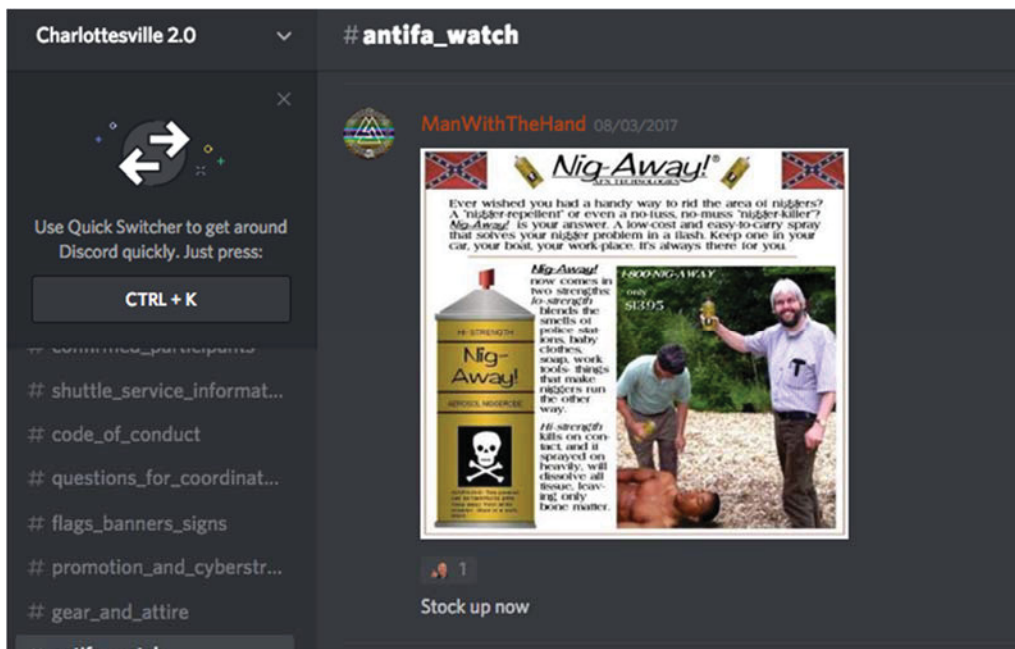 Charlottesville 2.0
Use Quick Switcher to get around
Discord quickly. Just press:
CTRL + K
# confirmed_participants
# shuttle_service_informat...
# code_of_conduct
# questions_for_coordinat...
# flags_banners_signs
# promotion_and_cyberstr...
# gear_and_attire
#antifa_watch
ManWithTheHand 08/03/2017
Nig-Away!®
TECHNOLOGIES
Ever wished you had a handy way to rid the area of niggers?
A "nigger-repellent" or even a no-fuss, no-muss "nigger-killer"?
Nig-Away! is your answer. A low-cost and easy-to-carry spray
that solves your nigger problem in a flash. Keep one in your
car, your boat, your work-place. It's always there for you.
HI-STRENGTH
Nig-
Away!
AEROSOL NIGGERCIDE
Nig-Away!
now comes in
two strengths:
lo-strength
blends the
smells of
police stat-
ions, baby
clothes,
soap, work
tools- things
that make
niggers run
the other
way.
Hi-strength
kills on con-
tact, and if
sprayed on
heavily, will
dissolve all
tissue, leav-
ing only
bone matter.
1-800-NIG-AWAY
only
$13.95
1
Stock up now